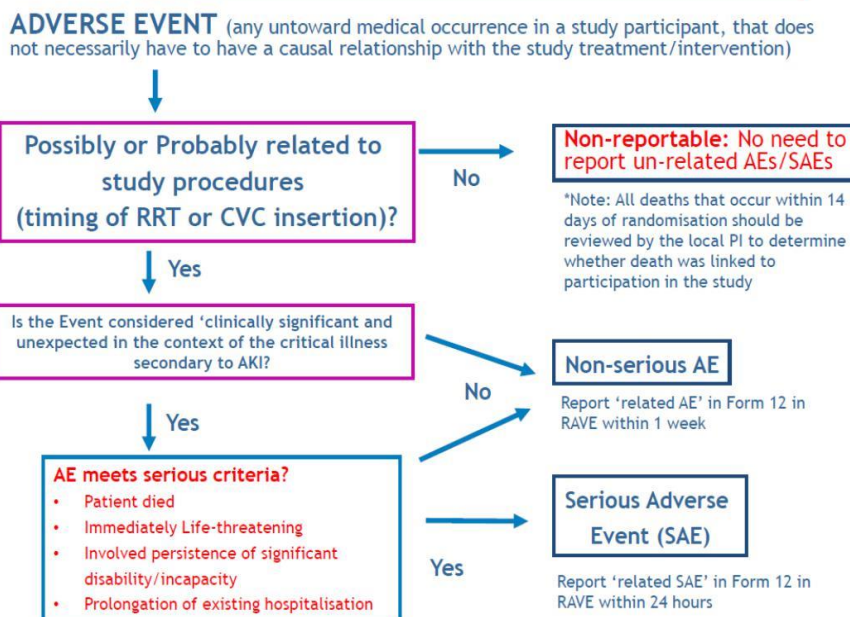 ADVERSE EVENT (any untoward medical occurrence in a study participant, that does
not necessarily have to have a causal relationship with the study treatment/intervention)
Possibly or Probably related to
study procedures
(timing of RRT or CVC insertion)?
No
Non-reportable: No need to
report un-related AEs/SAEs
*Note: All deaths that occur within 14
days of randomisation should be
reviewed by the local PI to determine
whether death was linked to
participation in the study
Yes
Is the Event considered ‘clinically significant and
unexpected in the context of the critical illness
secondary to AKI?
No
Non-serious AE
Report ‘related AE’ in Form 12 in
RAVE within 1 week
Yes
AE meets serious criteria?
• Patient died
• Immediately Life-threatening
• Involved persistence of significant
disability/incapacity
• Prolongation of existing hospitalisation
Yes
Serious Adverse
Event (SAE)
Report ‘related SAE’ in Form 12 in
RAVE within 24 hours